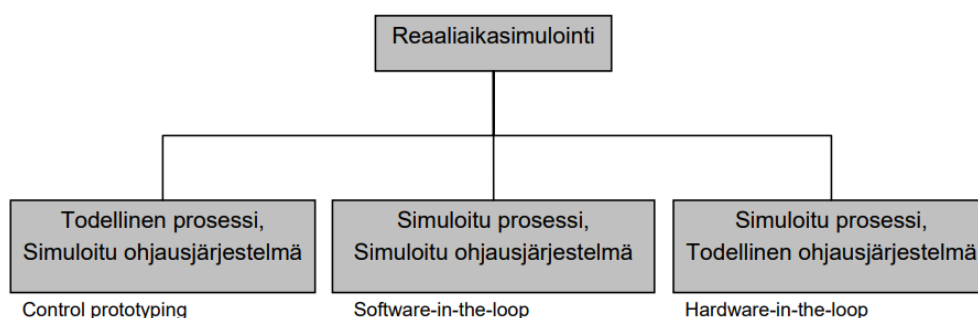 Reaaliaikasimulointi
Todellinen prosessi,
Simuloitu ohjausjärjestelmä
Simuloitu prosessi,
Simuloitu ohjausjärjestelmä
Simuloitu prosessi,
Todellinen ohjausjärjestelmä
Control prototyping
Software-in-the-loop
Hardware-in-the-loop